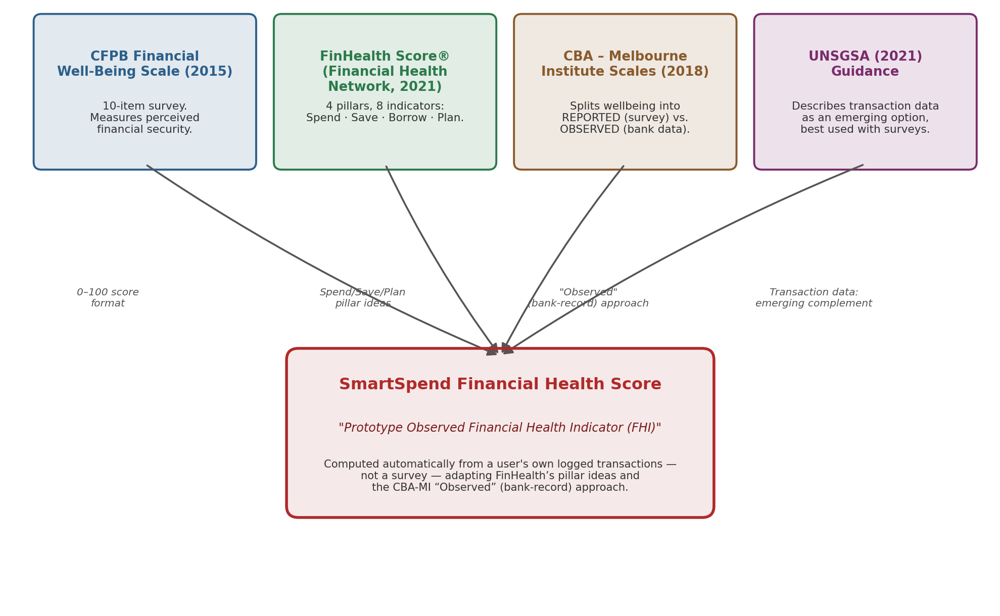 CFPB Financial
Well-Being Scale (2015)
10-item survey.
Measures perceived
financial security.
FinHealth Score®
(Financial Health
Network, 2021)
4 pillars, 8 indicators:
Spend · Save · Borrow · Plan.
CBA – Melbourne
Institute Scales (2018)
Splits wellbeing into
REPORTED (survey) vs.
OBSERVED (bank data).
UNSGSA (2021)
Guidance
Describes transaction data
as an emerging option,
best used with surveys.
0–100 score
format
Spend/Save/Plan
pillar ideas
"Observed"
(bank-record) approach
Transaction data:
emerging complement
SmartSpend Financial Health Score
"Prototype Observed Financial Health Indicator (FHI)"
Computed automatically from a user's own logged transactions —
not a survey — adapting FinHealth’s pillar ideas and
the CBA-MI “Observed” (bank-record) approach.